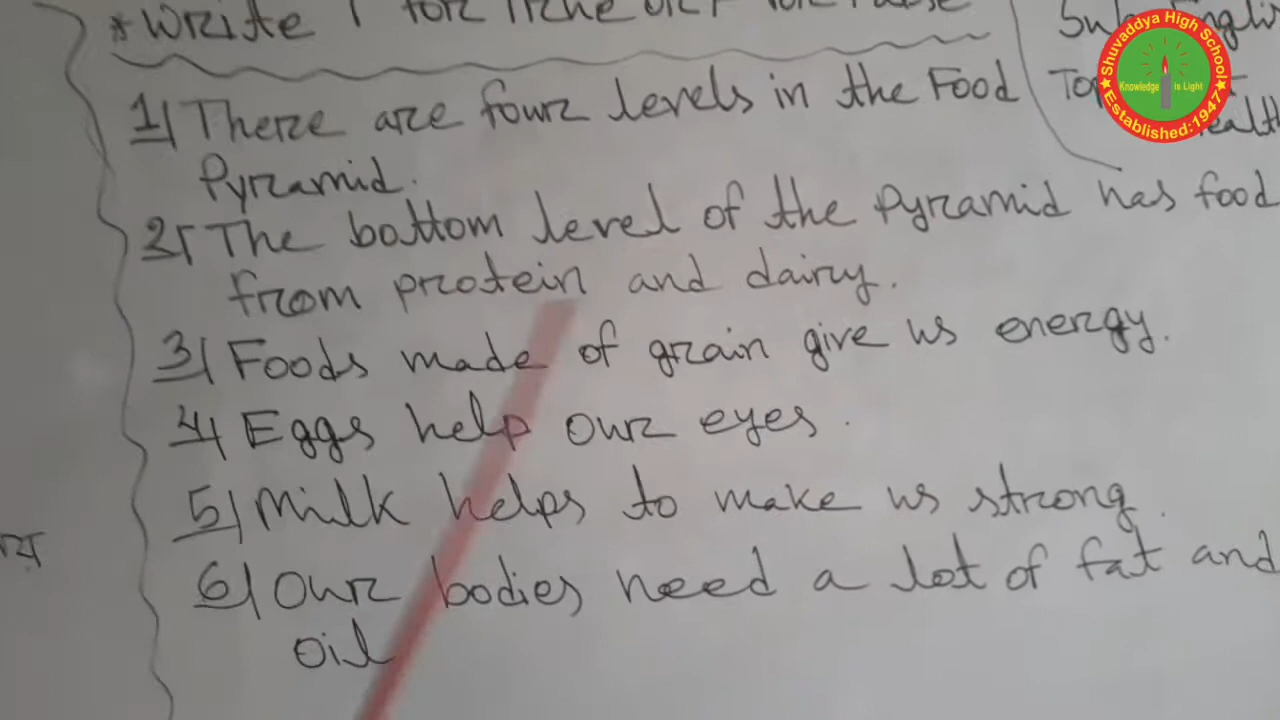 *Write T for True or F for False
Sub
1) There are four levels in the Food
Pyramid.
2) The bottom level of the pyramid has food
from protein and dairy.
3) Foods made of grain give us energy.
4) Eggs help our eyes.
5) Milk helps to make us strong.
6) Our bodies need a lot of fat and
oil
Shuvaddya High School
Knowledge is Light
Established:1947